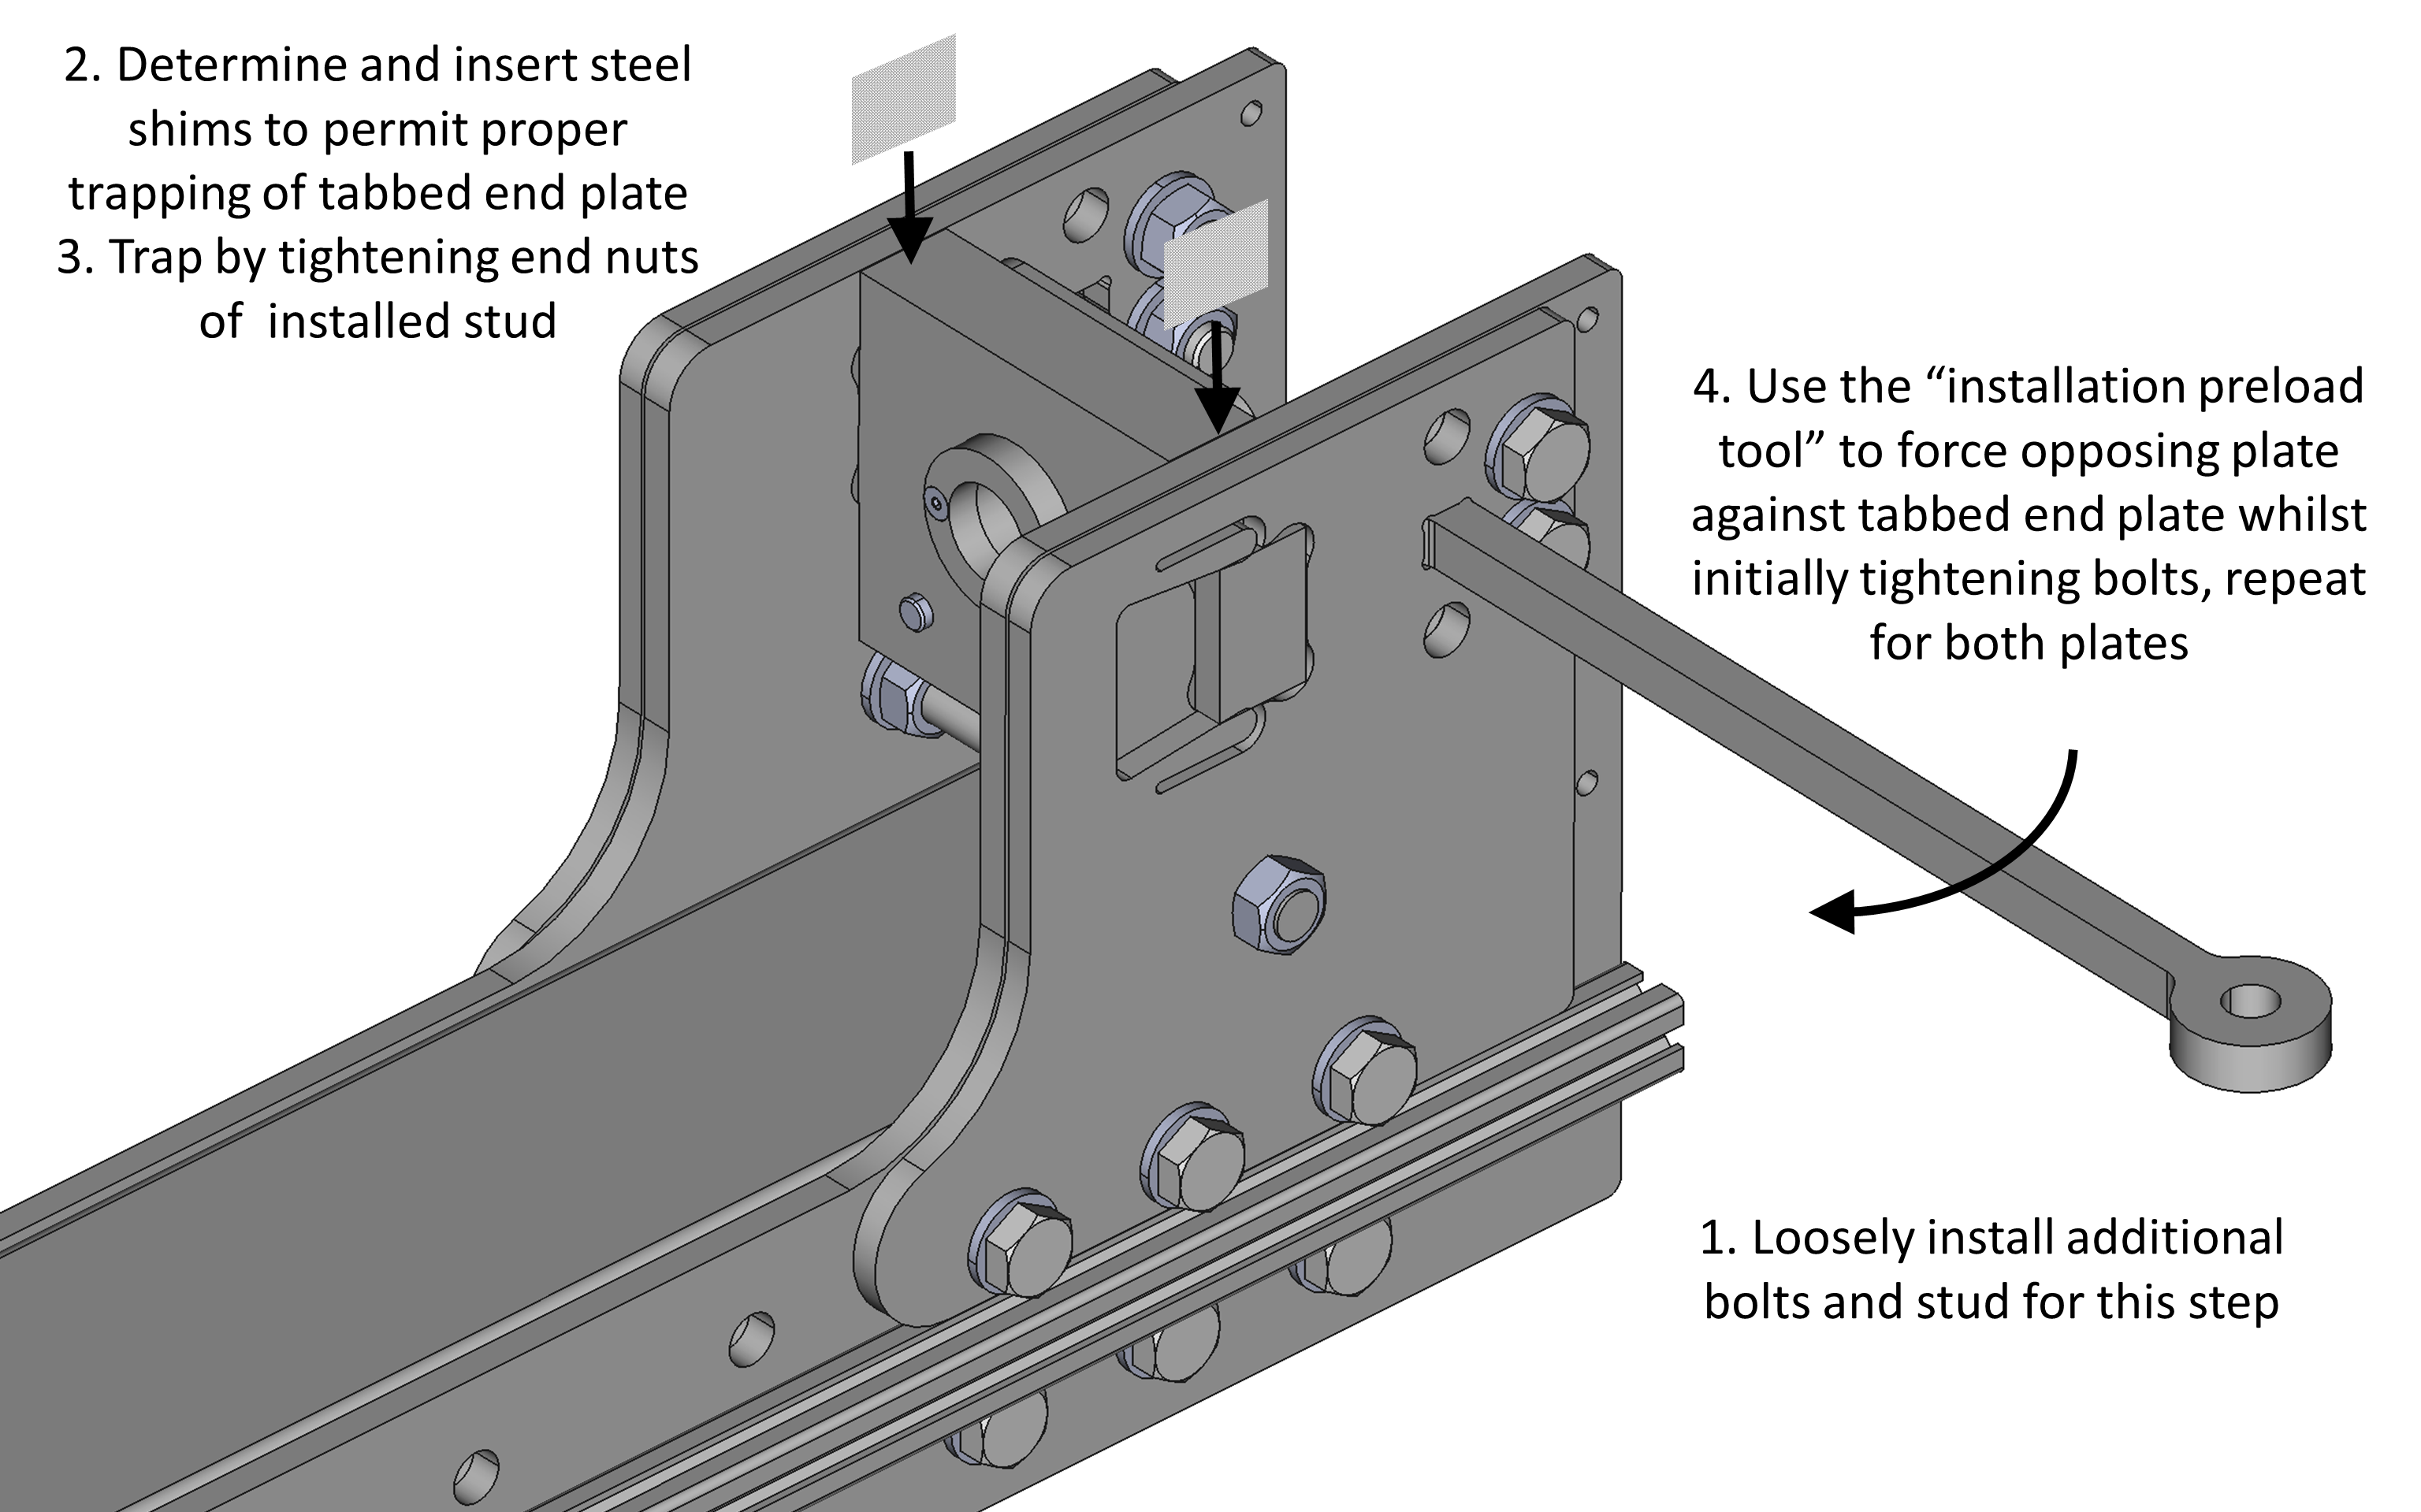 2. Determine and insert steel
shims to permit proper
trapping of tabbed end plate
3. Trap by tightening end nuts
of  installed stud
4. Use the “installation preload
tool” to force opposing plate
against tabbed end plate whilst
initially tightening bolts, repeat
for both plates
1. Loosely install additional
bolts and stud for this step